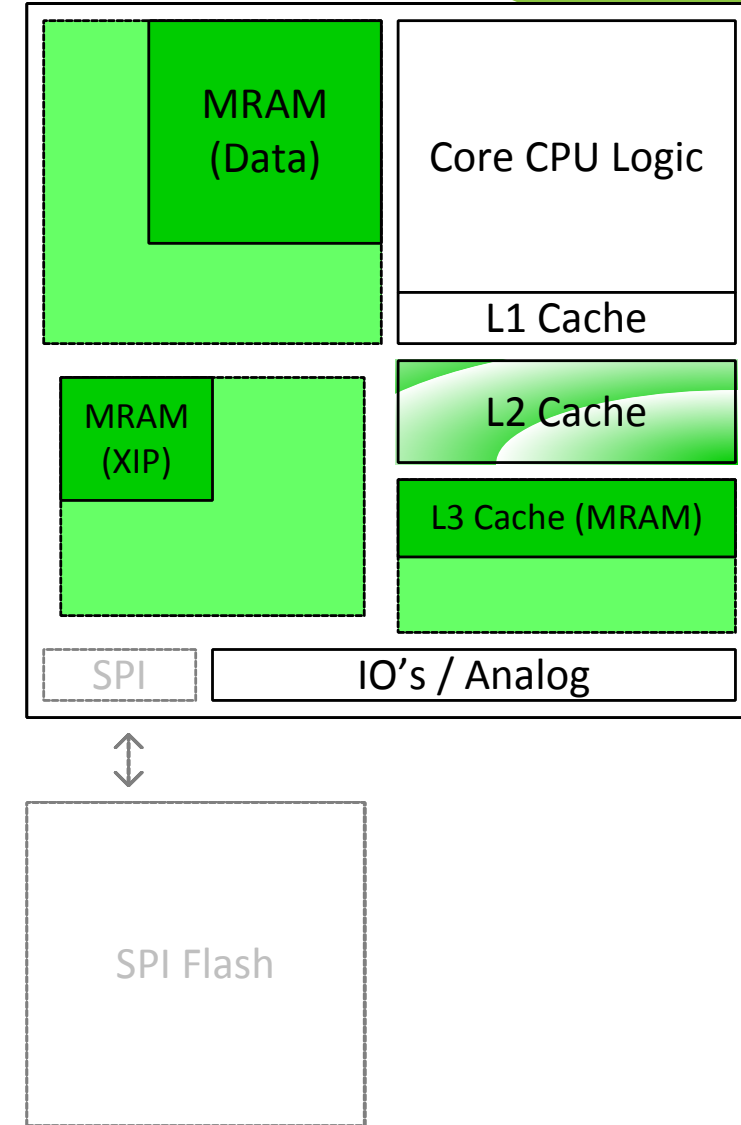 MRAM
(Data)
Core CPU Logic
L1 Cache
MRAM
(XIP)
L2 Cache
L3 Cache (MRAM)
SPI
IO’s / Analog
SPI Flash